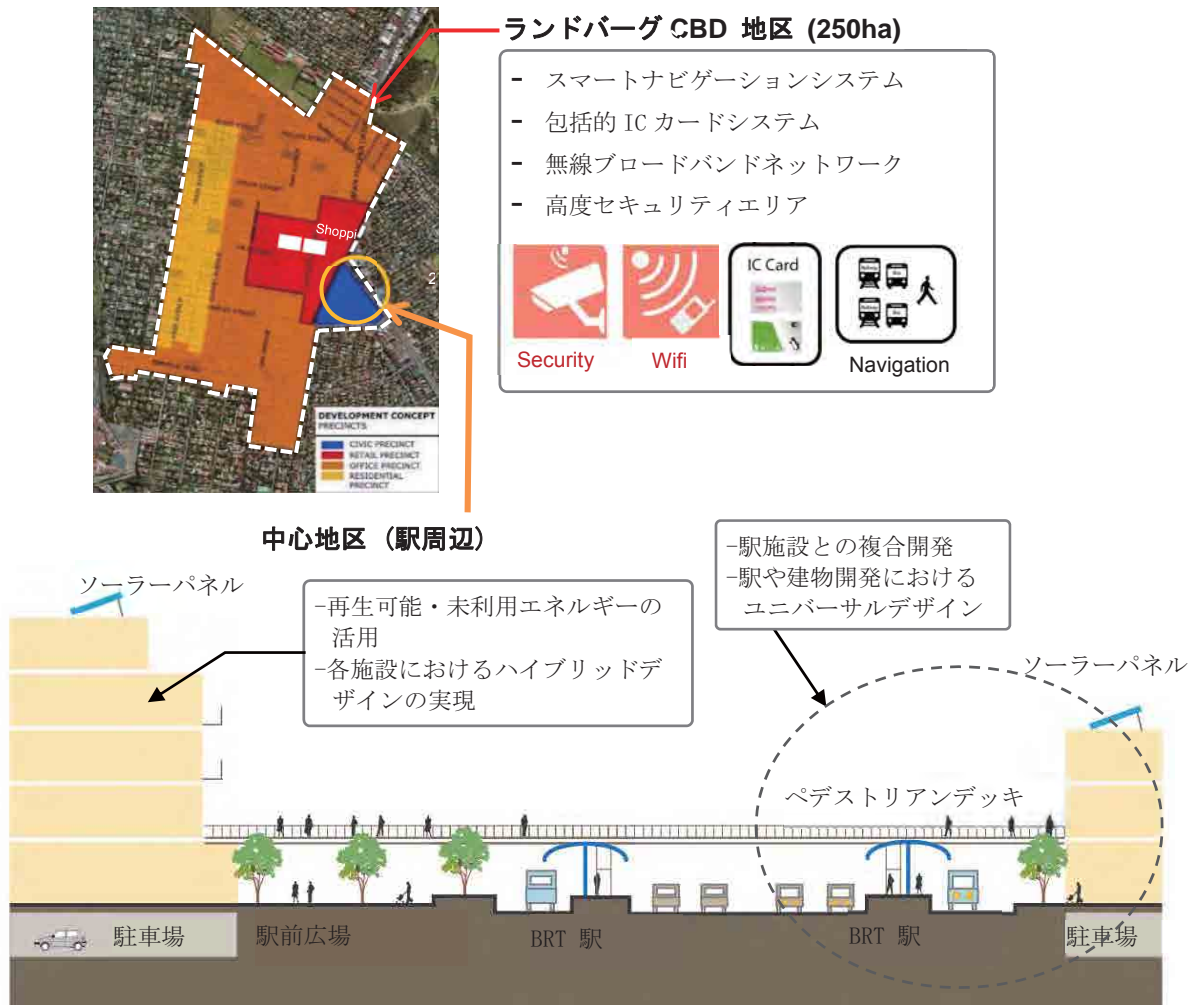 ランドバーグ CBD 地区 (250ha)
- スマートナビゲーションシステム
- 包括的 IC カードシステム
- 無線ブロードバンドネットワーク
- 高度セキュリティエリア
Security
Wifi
IC Card
Navigation
Shoppi
2
DEVELOPMENT CONCEPT
PRECINCTS
CIVIC PRECINCT
RETAIL PRECINCT
OFFICE PRECINCT
RESIDENTIAL
PRECINCT
中心地区（駅周辺）
-駅施設との複合開発
-駅や建物開発における
ユニバーサルデザイン
ソーラーパネル
-再生可能・未利用エネルギーの
活用
-各施設におけるハイブリッドデ
ザインの実現
ソーラーパネル
ペデストリアンデッキ
駐車場
駅前広場
BRT 駅
BRT 駅
駐車場